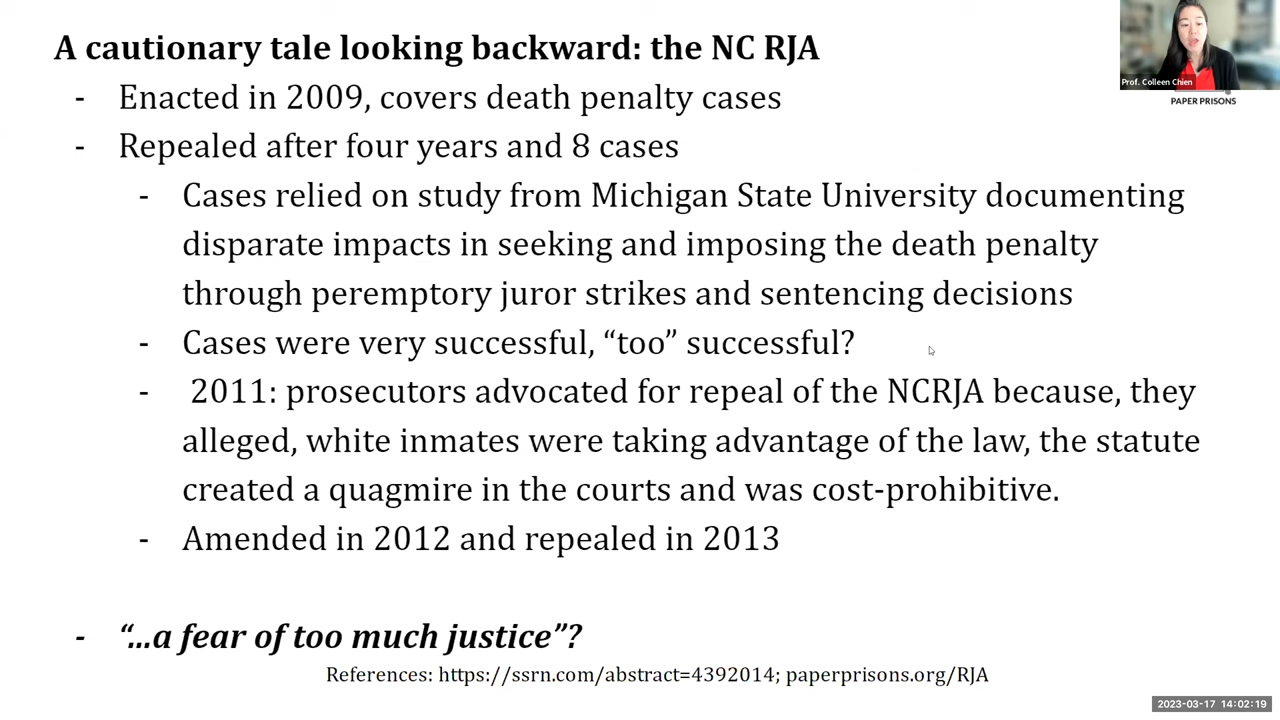 A cautionary tale looking backward: the NC RJA
- Enacted in 2009, covers death penalty cases
- Repealed after four years and 8 cases
- Cases relied on study from Michigan State University documenting
disparate impacts in seeking and imposing the death penalty
through peremptory juror strikes and sentencing decisions
- Cases were very successful, “too” successful?
- 2011: prosecutors advocated for repeal of the NCRJA because, they
alleged, white inmates were taking advantage of the law, the statute
created a quagmire in the courts and was cost-prohibitive.
- Amended in 2012 and repealed in 2013
- “...a fear of too much justice”?
References: https://ssrn.com/abstract=4392014; paperprisons.org/RJA
Prof. Colleen Chien
PAPER PRISONS
2023-03-17 14:02:19